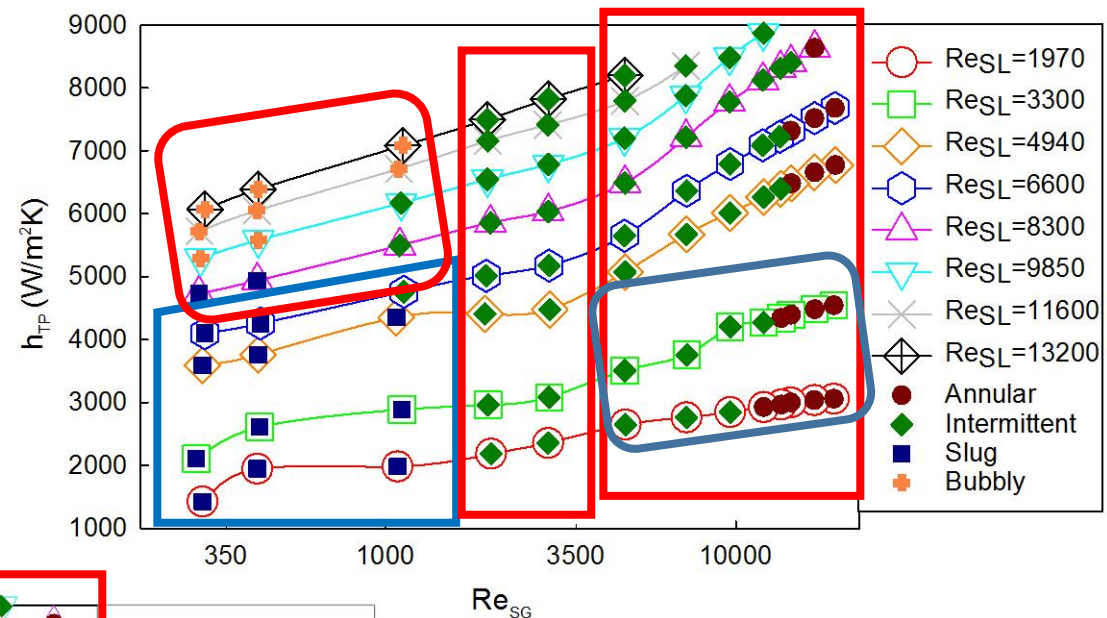 9000
8000
7000
6000
5000
4000
3000
2000
1000
h_TP (W/m²K)
350
1000
3500
10000
Re_SG
Re_SL=1970
Re_SL=3300
Re_SL=4940
Re_SL=6600
Re_SL=8300
Re_SL=9850
Re_SL=11600
Re_SL=13200
Annular
Intermittent
Slug
Bubbly